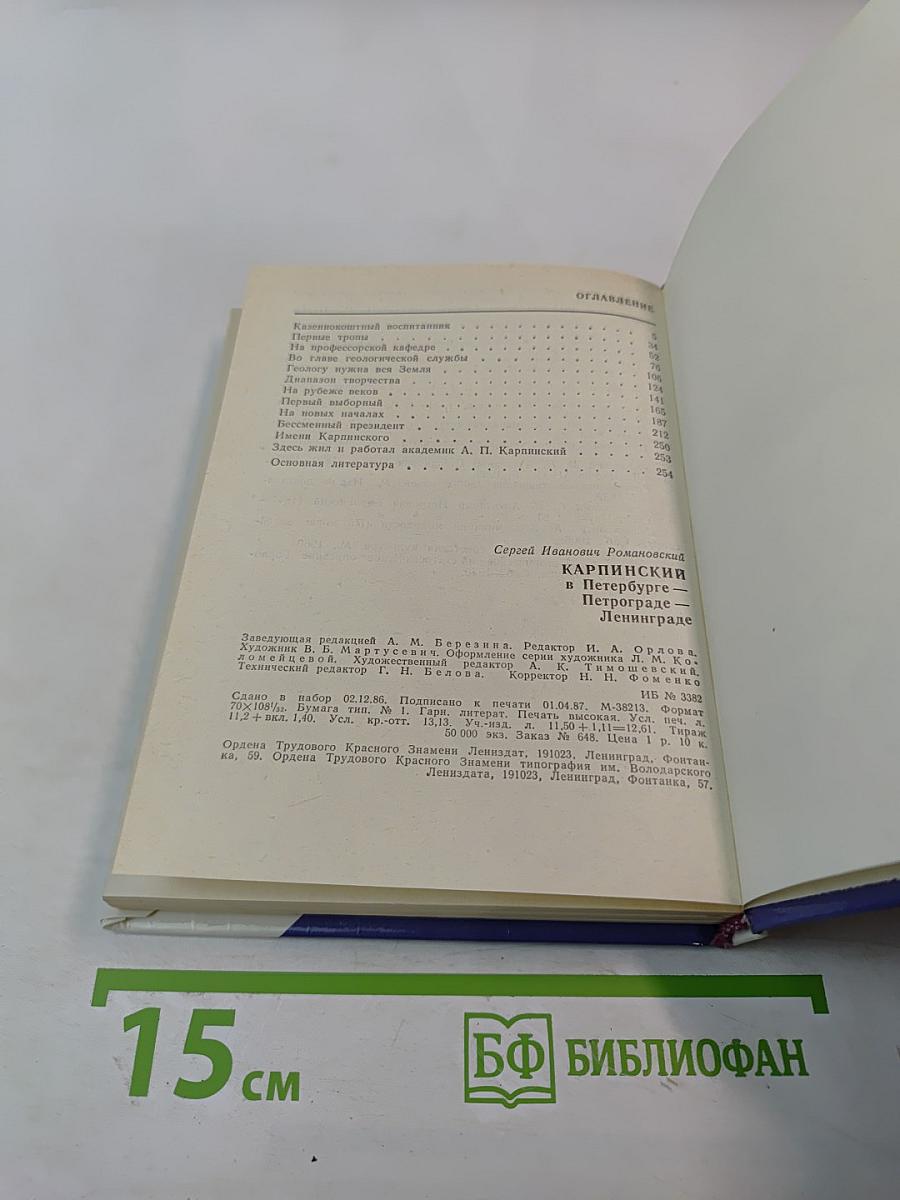 ОГЛАВЛЕНИЕ
Казеннокоштный воспитанник . . . . . . . . . . 5
Первые тропы . . . . . . . . . . 34
На профессорской кафедре . . . . . . . . . . 52
Во главе геологической службы . . . . . . . . . . 76
Геологу нужна вся Земля . . . . . . . . . . 106
Диапазон творчества . . . . . . . . . . 124
На рубеже веков . . . . . . . . . . 141
Первый выборный . . . . . . . . . . 165
На новых началах . . . . . . . . . . 187
Бессменный президент . . . . . . . . . . 212
Имени Карпинского . . . . . . . . . . 250
Здесь жил и работал академик А. П. Карпинский . . . . . 253
Основная литература . . . . . . . . . . 254
Сергей Иванович Романовский
КАРПИНСКИЙ
в Петербурге —
Петрограде —
Ленинграде
Заведующая редакцией А. М. Березина. Редактор И. А. Орлова.
Художник В. Б. Мартусевич. Оформление серии художника Л. М. Ко-
ломейцевой. Художественный редактор А. К. Тимошевский.
Технический редактор Г. Н. Белова. Корректор Н. Н. Фоменко
ИБ № 3382
Сдано в набор 02.12.86. Подписано к печати 01.04.87. М-38213. Формат
70×108¹/₃₂. Бумага тип. № 1. Гарн. литерат. Печать высокая. Усл. печ. л.
11,2 + вкл. 1,40. Усл. кр.-отт. 13,13. Уч.-изд. л. 11,50 + 1,11=12,61. Тираж
50 000 экз. Заказ № 648. Цена 1 р. 10 к.
Ордена Трудового Красного Знамени Лениздат, 191023, Ленинград, Фонтан-
ка, 59. Ордена Трудового Красного Знамени типография им. Володарского
Лениздата, 191023, Ленинград, Фонтанка, 57.
15 см
БФ БИБЛИОФАН